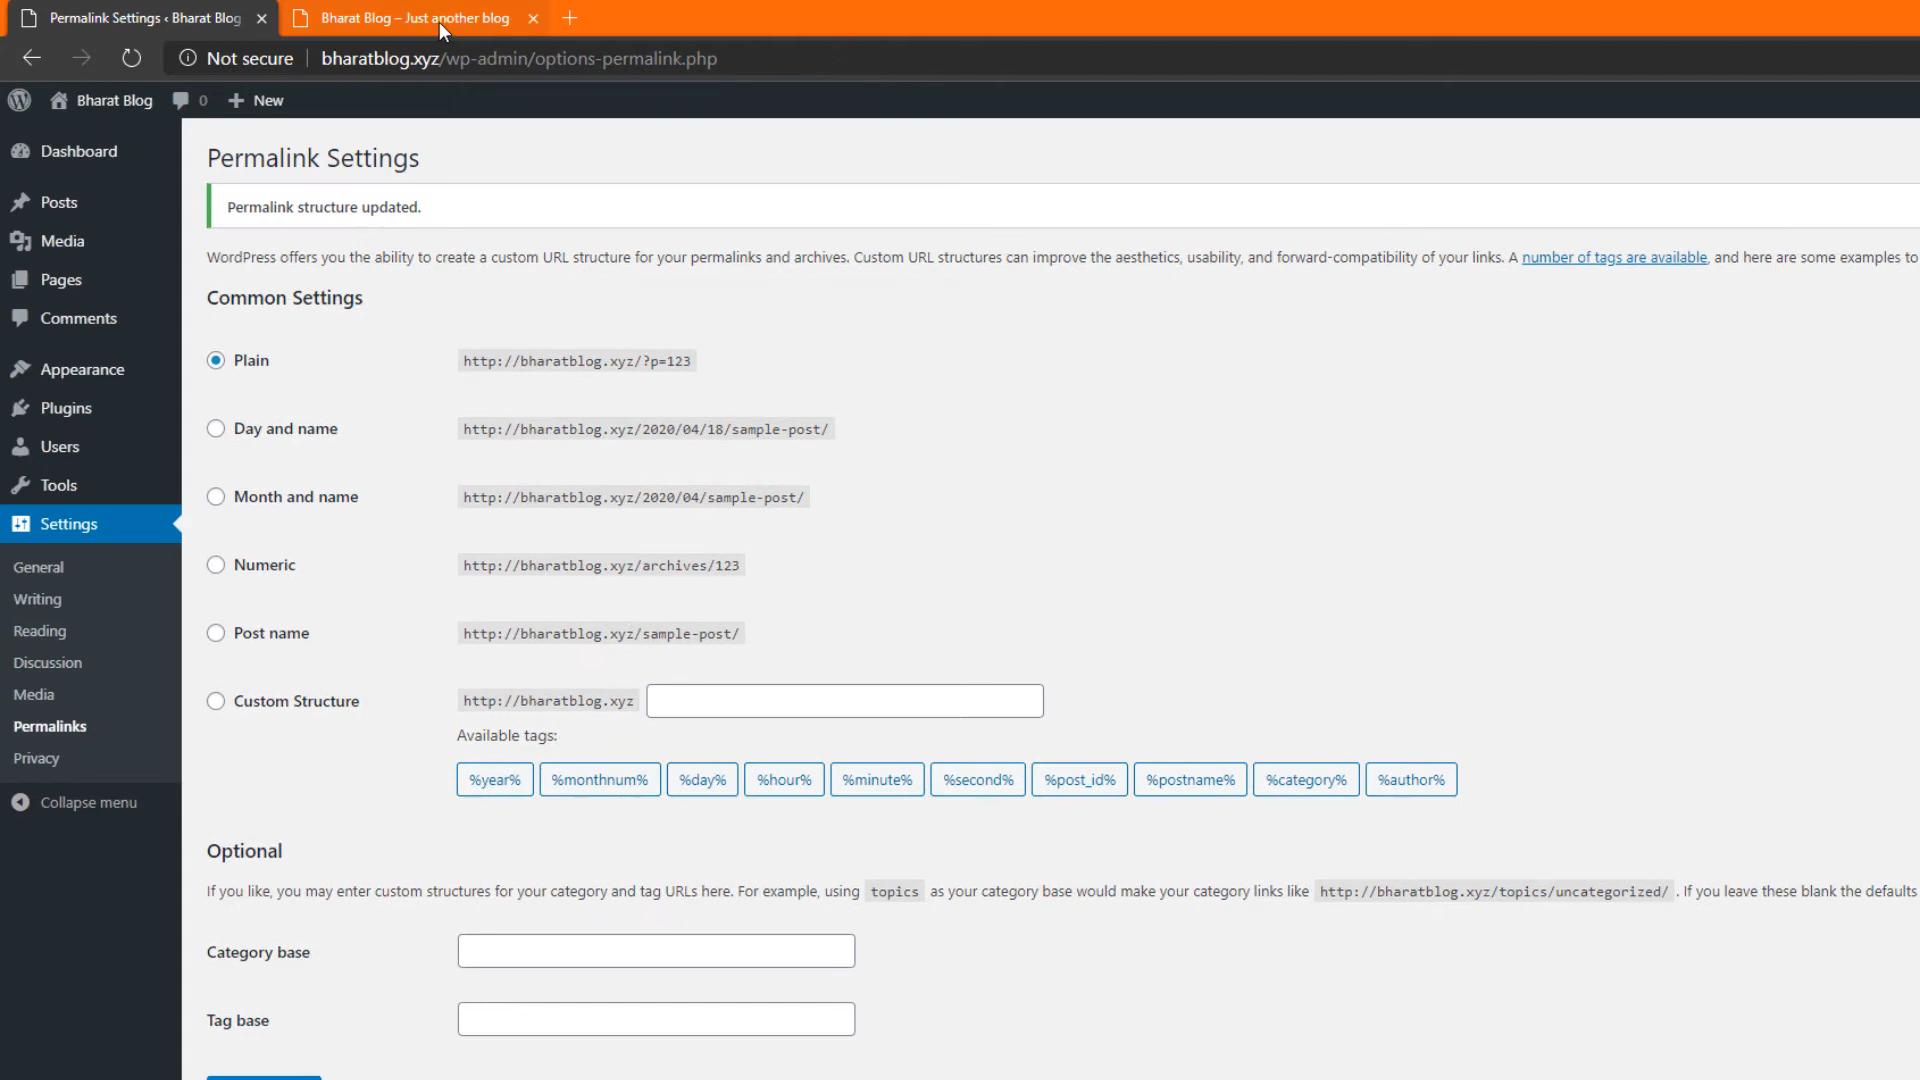 Permalink Settings ‹ Bharat Blog
Bharat Blog – Just another blog
Not secure
bharatblog.xyz/wp-admin/options-permalink.php
Bharat Blog
0
New
Dashboard
Posts
Media
Pages
Comments
Appearance
Plugins
Users
Tools
Settings
General
Writing
Reading
Discussion
Media
Permalinks
Privacy
Collapse menu
Permalink Settings
Permalink structure updated.
WordPress offers you the ability to create a custom URL structure for your permalinks and archives. Custom URL structures can improve the aesthetics, usability, and forward-compatibility of your links. A number of tags are available, and here are some examples to
Common Settings
Plain http://bharatblog.xyz/?p=123
Day and name http://bharatblog.xyz/2020/04/18/sample-post/
Month and name http://bharatblog.xyz/2020/04/sample-post/
Numeric http://bharatblog.xyz/archives/123
Post name http://bharatblog.xyz/sample-post/
Custom Structure http://bharatblog.xyz
Available tags:
%year% %monthnum% %day% %hour% %minute% %second% %post_id% %postname% %category% %author%
Optional
If you like, you may enter custom structures for your category and tag URLs here. For example, using topics as your category base would make your category links like http://bharatblog.xyz/topics/uncategorized/ . If you leave these blank the defaults
Category base
Tag base